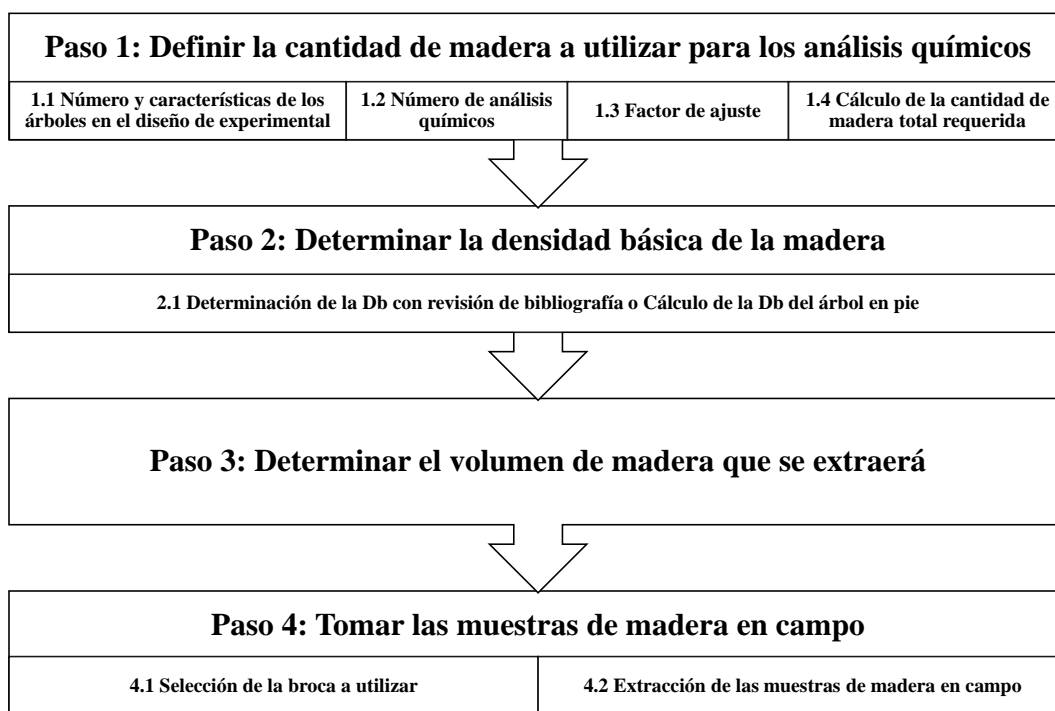 Paso 1: Definir la cantidad de madera a utilizar para los análisis químicos
1.1 Número y características de los
árboles en el diseño de experimental
1.2 Número de análisis
químicos
1.3 Factor de ajuste
1.4 Cálculo de la cantidad de
madera total requerida
Paso 2: Determinar la densidad básica de la madera
2.1 Determinación de la Db con revisión de bibliografía o Cálculo de la Db del árbol en pie
Paso 3: Determinar el volumen de madera que se extraerá
Paso 4: Tomar las muestras de madera en campo
4.1 Selección de la broca a utilizar
4.2 Extracción de las muestras de madera en campo